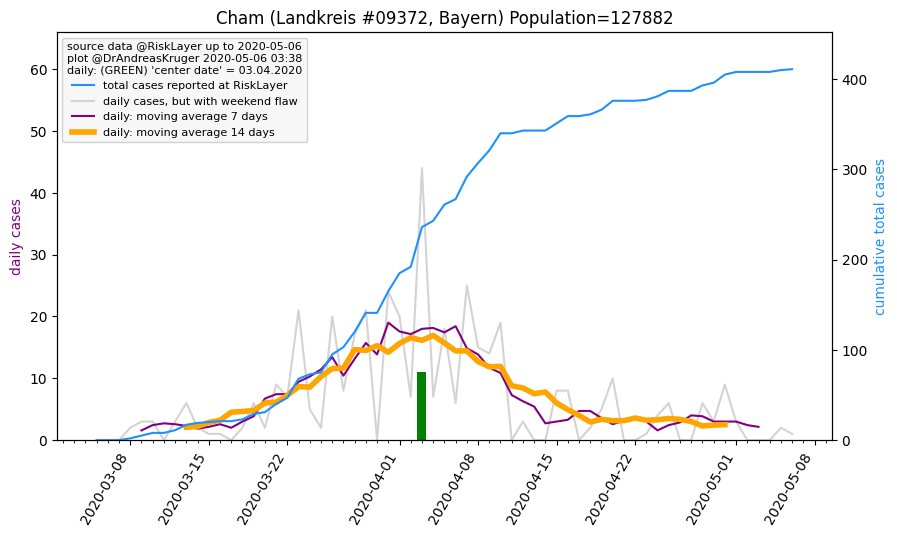 Cham (Landkreis #09372, Bayern) Population=127882
source data @RiskLayer up to 2020-05-06
plot @DrAndreasKruger 2020-05-06 03:38
daily: (GREEN) 'center date' = 03.04.2020
total cases reported at RiskLayer
daily cases, but with weekend flaw
daily: moving average 7 days
daily: moving average 14 days
daily cases
60
50
40
30
20
10
0
cumulative total cases
400
300
200
100
0
2020-03-08
2020-03-15
2020-03-22
2020-04-01
2020-04-08
2020-04-15
2020-04-22
2020-05-01
2020-05-08